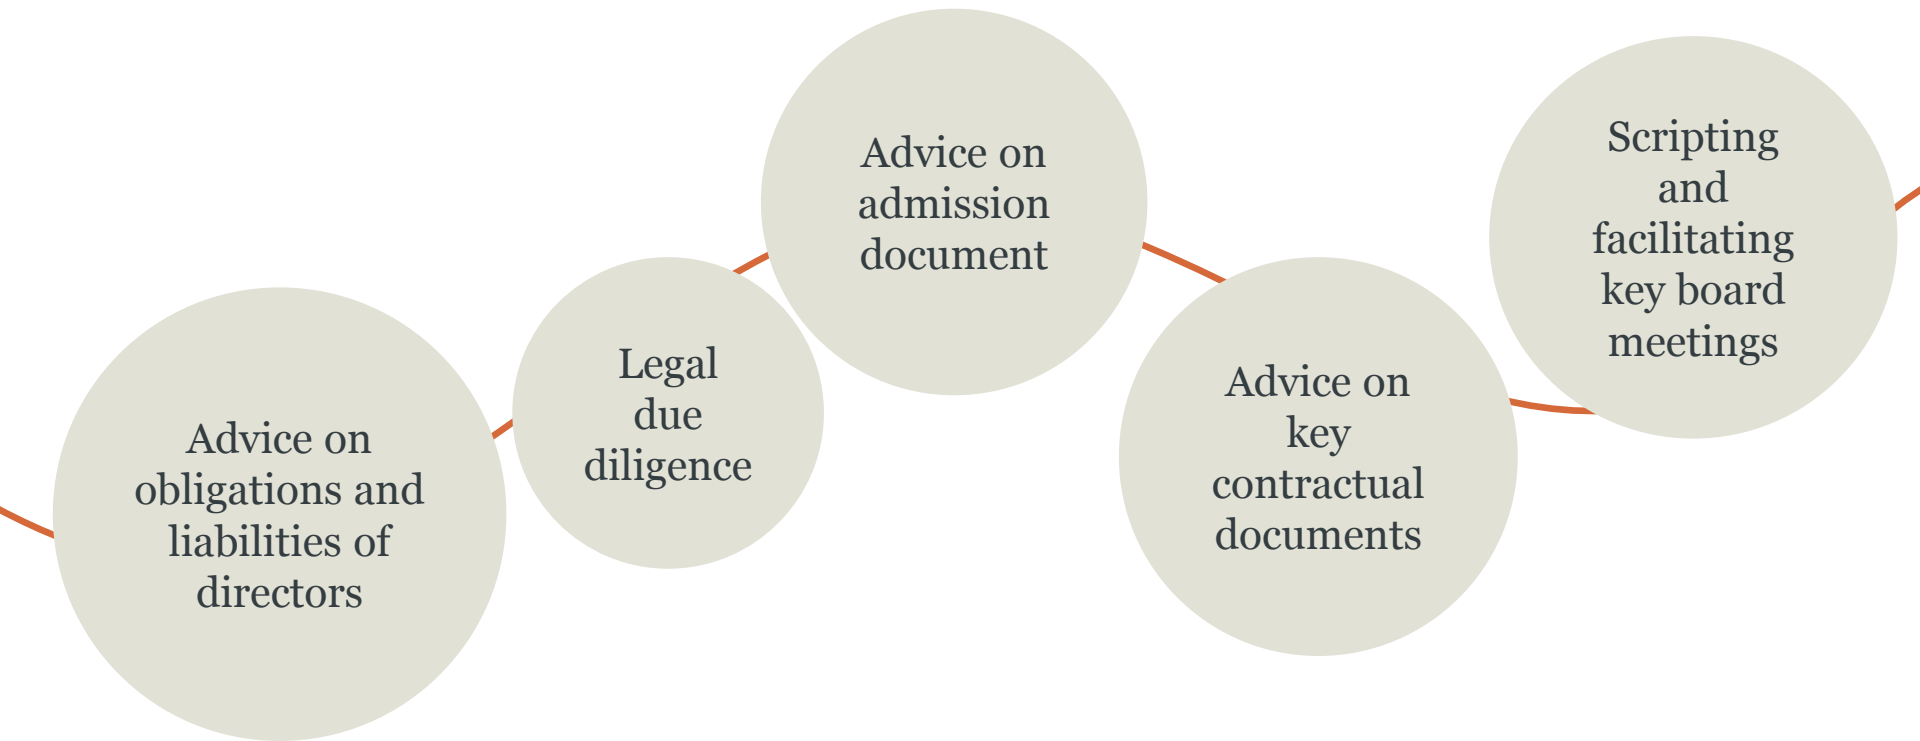 Advice on
obligations and
liabilities of
directors
Legal
due
diligence
Advice on
admission
document
Advice on
key
contractual
documents
Scripting
and
facilitating
key board
meetings